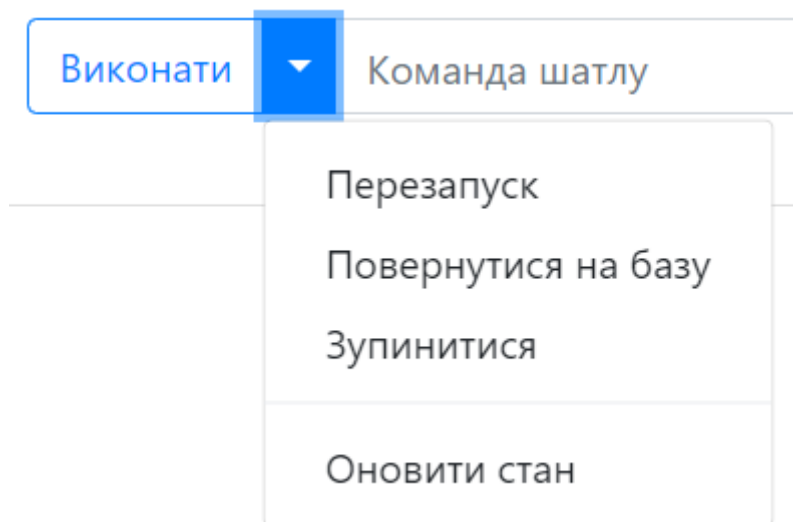 Виконати Команда шатлу
Перезапуск
Повернутися на базу
Зупинитися
Оновити стан